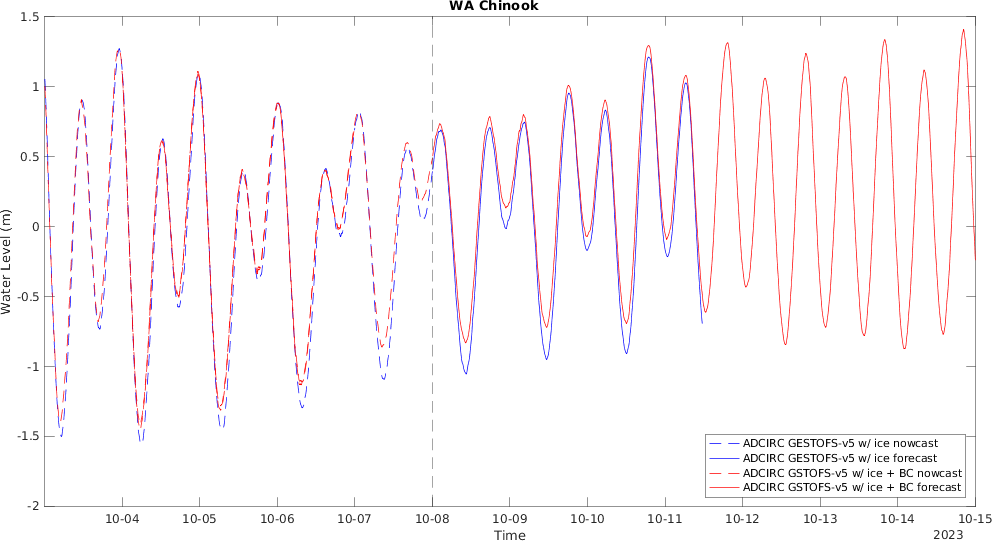 WA Chinook
1.5
1
0.5
0
-0.5
-1
-1.5
-2
Water Level (m)
10-04 10-05 10-06 10-07 10-08 10-09 10-10 10-11 10-12 10-13 10-14 10-15
Time
2023
ADCIRC GESTOFS-v5 w/ ice nowcast
ADCIRC GESTOFS-v5 w/ ice forecast
ADCIRC GSTOFS-v5 w/ ice + BC nowcast
ADCIRC GSTOFS-v5 w/ ice + BC forecast